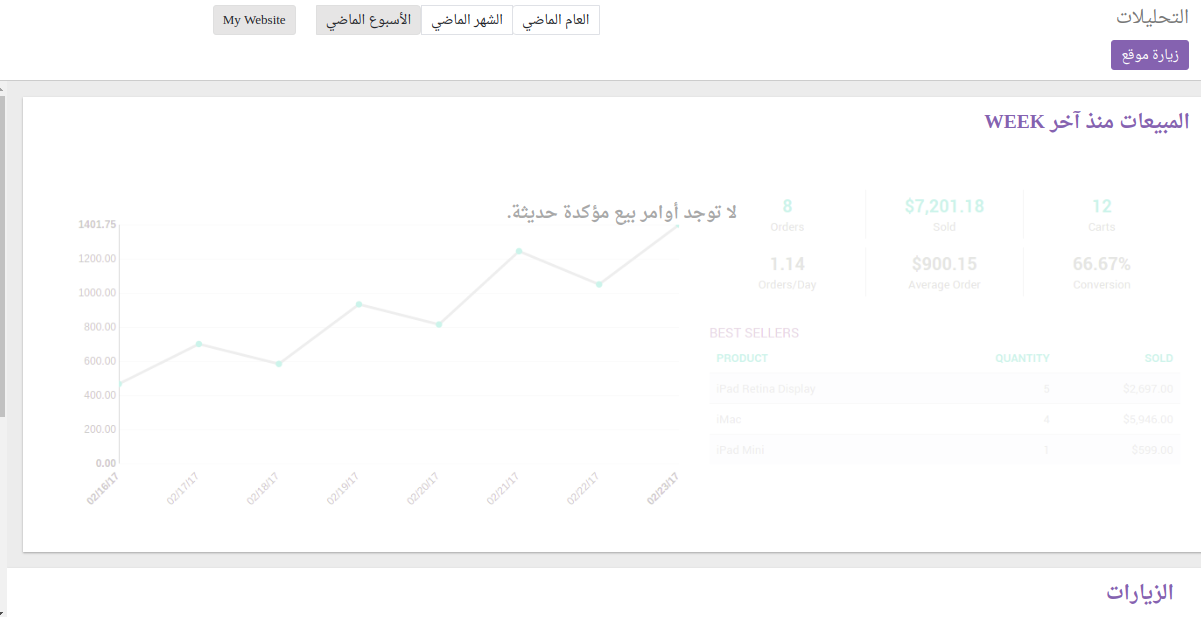 التحليلات
العام الماضي
الشهر الماضي
الأسبوع الماضي
My Website
زيارة موقع
المبيعات منذ آخر WEEK
لا توجد أوامر بيع مؤكدة حديثة.
8 $7,201.18 12
Orders Sold Carts
1.14 $900.15 66.67%
Orders/Day Average Order Conversion
1401.75
1200.00
1000.00
800.00
600.00
400.00
200.00
0.00
02/16/17 02/17/17 02/18/17 02/19/17 02/20/17 02/21/17 02/22/17 02/23/17
BEST SELLERS
PRODUCT QUANTITY SOLD
iPad Retina Display 5 $2,697.00
iMac 4 $5,946.00
iPad Mini 1 $599.00
الزيارات